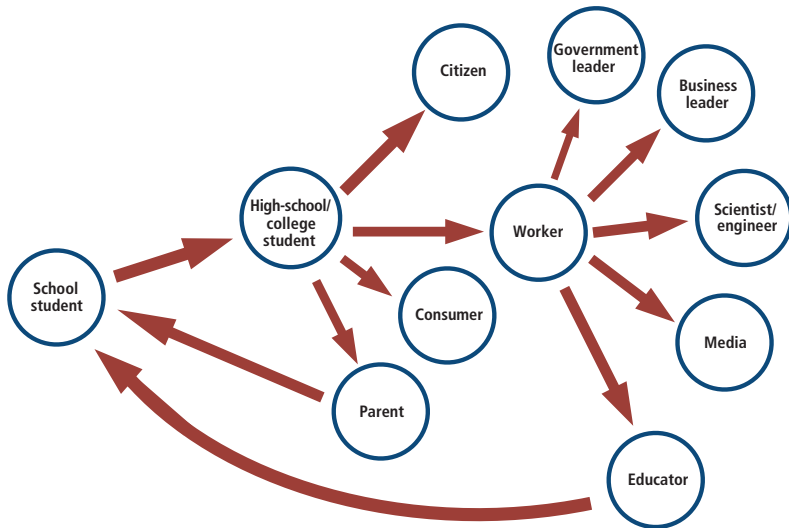 Government
leader
Citizen
Business
leader
High-school/
college
student
Worker
Scientist/
engineer
School
student
Consumer
Media
Parent
Educator